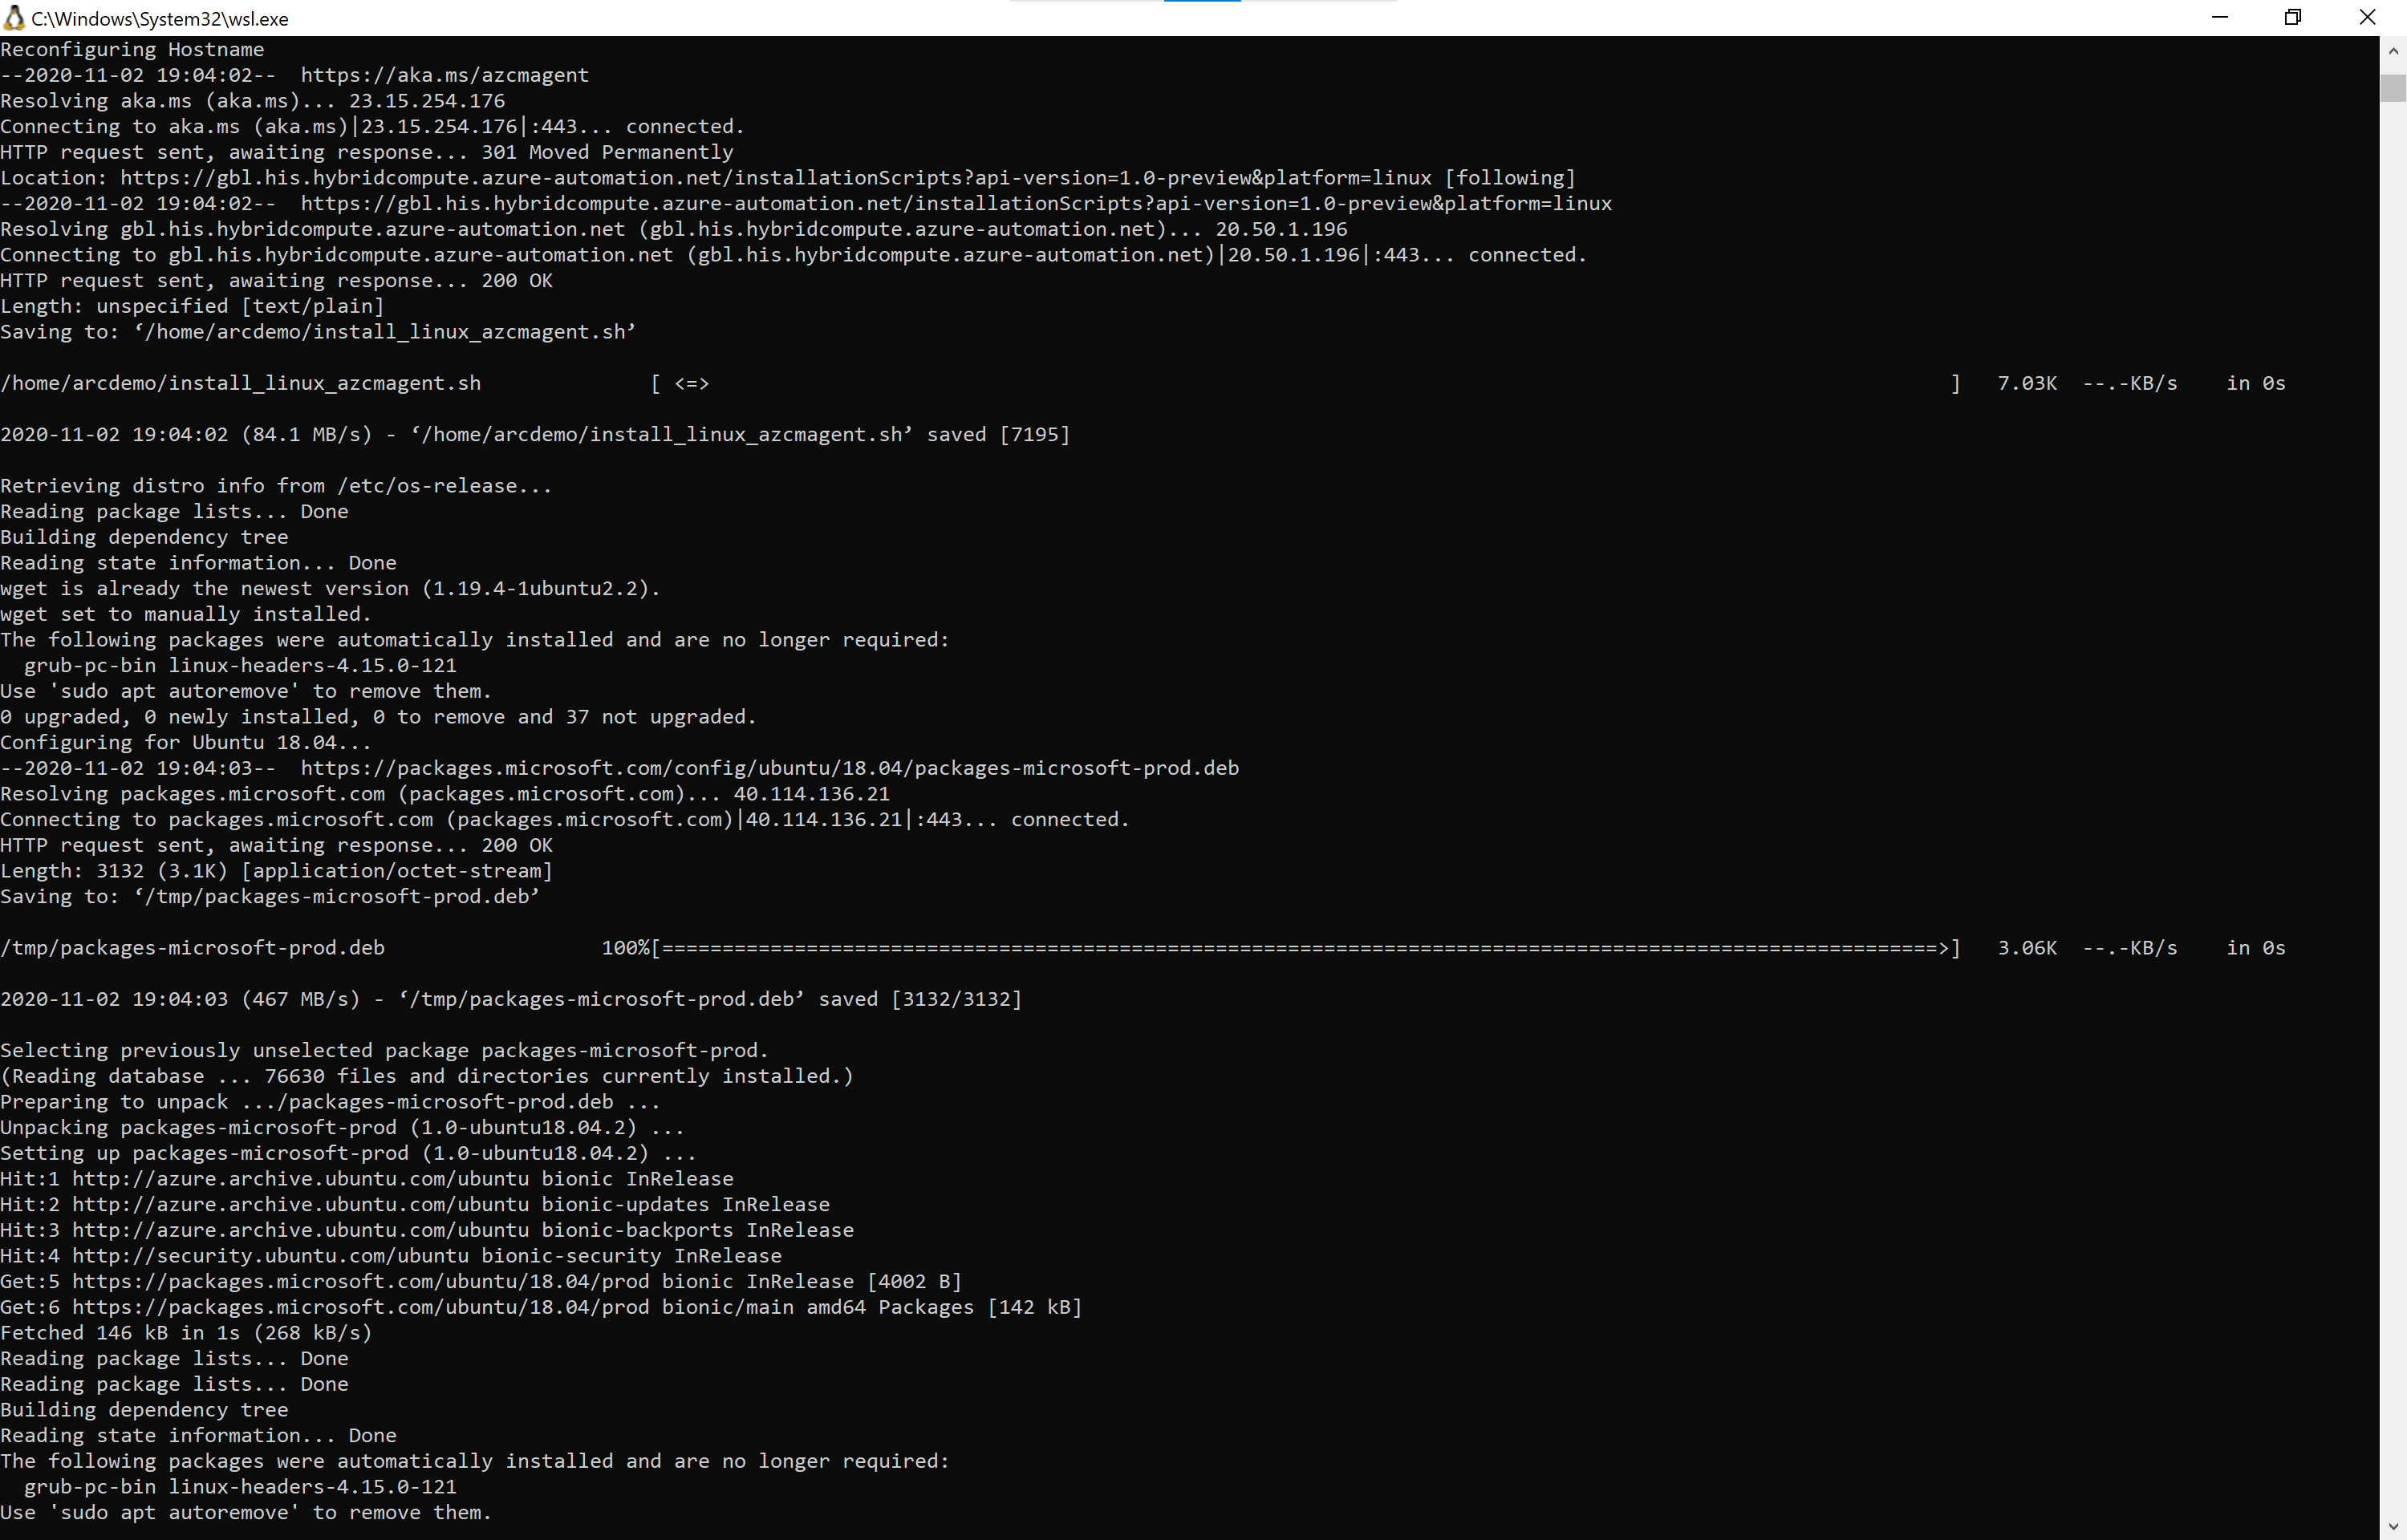 C:\Windows\System32\wsl.exe
Reconfiguring Hostname
--2020-11-02 19:04:02--  https://aka.ms/azcmagent
Resolving aka.ms (aka.ms)... 23.15.254.176
Connecting to aka.ms (aka.ms)|23.15.254.176|:443... connected.
HTTP request sent, awaiting response... 301 Moved Permanently
Location: https://gbl.his.hybridcompute.azure-automation.net/installationScripts?api-version=1.0-preview&platform=linux [following]
--2020-11-02 19:04:02--  https://gbl.his.hybridcompute.azure-automation.net/installationScripts?api-version=1.0-preview&platform=linux
Resolving gbl.his.hybridcompute.azure-automation.net (gbl.his.hybridcompute.azure-automation.net)... 20.50.1.196
Connecting to gbl.his.hybridcompute.azure-automation.net (gbl.his.hybridcompute.azure-automation.net)|20.50.1.196|:443... connected.
HTTP request sent, awaiting response... 200 OK
Length: unspecified [text/plain]
Saving to: ‘/home/arcdemo/install_linux_azcmagent.sh’
/home/arcdemo/install_linux_azcmagent.sh [ <=> ] 7.03K --.-KB/s in 0s
2020-11-02 19:04:02 (84.1 MB/s) - ‘/home/arcdemo/install_linux_azcmagent.sh’ saved [7195]
Retrieving distro info from /etc/os-release...
Reading package lists... Done
Building dependency tree
Reading state information... Done
wget is already the newest version (1.19.4-1ubuntu2.2).
wget set to manually installed.
The following packages were automatically installed and are no longer required:
  grub-pc-bin linux-headers-4.15.0-121
Use 'sudo apt autoremove' to remove them.
0 upgraded, 0 newly installed, 0 to remove and 37 not upgraded.
Configuring for Ubuntu 18.04...
--2020-11-02 19:04:03--  https://packages.microsoft.com/config/ubuntu/18.04/packages-microsoft-prod.deb
Resolving packages.microsoft.com (packages.microsoft.com)... 40.114.136.21
Connecting to packages.microsoft.com (packages.microsoft.com)|40.114.136.21|:443... connected.
HTTP request sent, awaiting response... 200 OK
Length: 3132 (3.1K) [application/octet-stream]
Saving to: ‘/tmp/packages-microsoft-prod.deb’
/tmp/packages-microsoft-prod.deb 100%[==========================================================================================================>] 3.06K --.-KB/s in 0s
2020-11-02 19:04:03 (467 MB/s) - ‘/tmp/packages-microsoft-prod.deb’ saved [3132/3132]
Selecting previously unselected package packages-microsoft-prod.
(Reading database ... 76630 files and directories currently installed.)
Preparing to unpack .../packages-microsoft-prod.deb ...
Unpacking packages-microsoft-prod (1.0-ubuntu18.04.2) ...
Setting up packages-microsoft-prod (1.0-ubuntu18.04.2) ...
Hit:1 http://azure.archive.ubuntu.com/ubuntu bionic InRelease
Hit:2 http://azure.archive.ubuntu.com/ubuntu bionic-updates InRelease
Hit:3 http://azure.archive.ubuntu.com/ubuntu bionic-backports InRelease
Hit:4 http://security.ubuntu.com/ubuntu bionic-security InRelease
Get:5 https://packages.microsoft.com/ubuntu/18.04/prod bionic InRelease [4002 B]
Get:6 https://packages.microsoft.com/ubuntu/18.04/prod bionic/main amd64 Packages [142 kB]
Fetched 146 kB in 1s (268 kB/s)
Reading package lists... Done
Reading package lists... Done
Building dependency tree
Reading state information... Done
The following packages were automatically installed and are no longer required:
  grub-pc-bin linux-headers-4.15.0-121
Use 'sudo apt autoremove' to remove them.